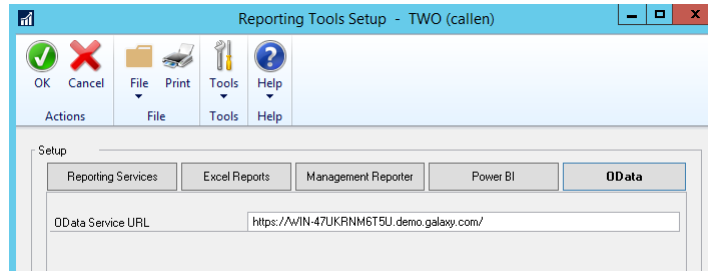 Reporting Tools Setup - TWO (callen)
OK Cancel File Print Tools Help
Actions File Tools Help
Setup
Reporting Services Excel Reports Management Reporter Power BI OData
OData Service URL https://WIN-47UKRNM6T5U.demo.galaxy.com/